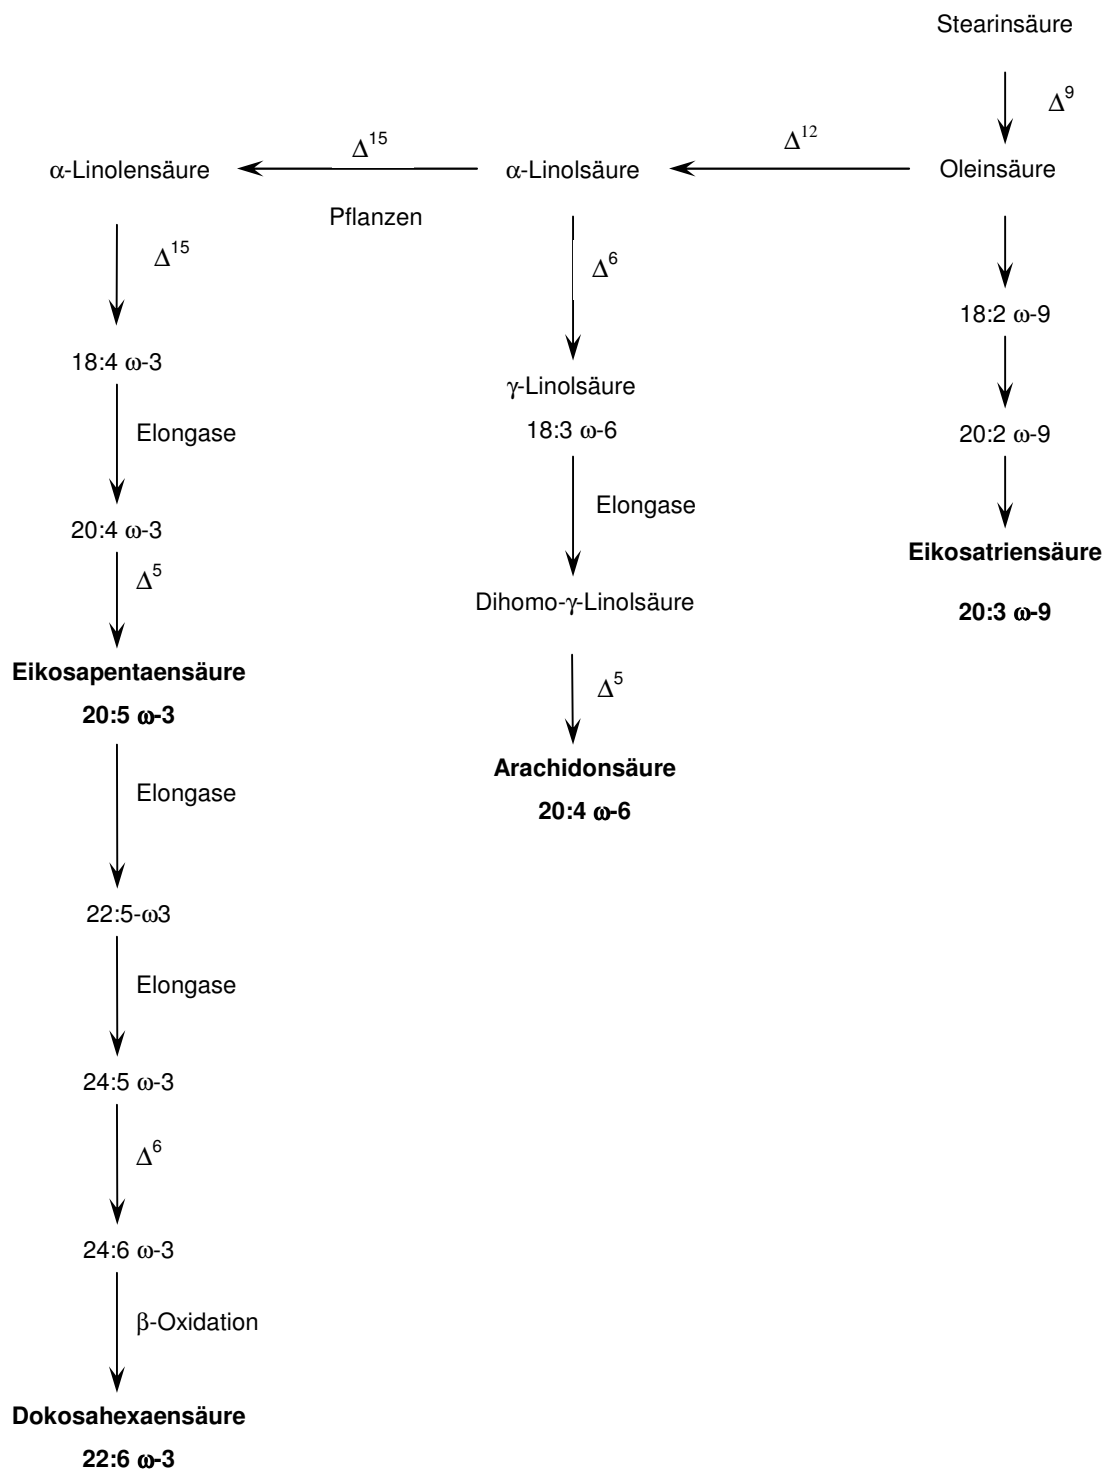 Stearinsäure
Δ9
Δ15
Δ12
α-Linolensäure
α-Linolsäure
Oleinsäure
Pflanzen
Δ15
Δ6
18:2 ω-9
18:4 ω-3
γ-Linolsäure
18:3 ω-6
Elongase
20:2 ω-9
Elongase
20:4 ω-3
Eikosatriensäure
20:3 ω-9
Δ5
Dihomo-γ-Linolsäure
Eikosapentaensäure
20:5 ω-3
Δ5
Arachidonsäure
20:4 ω-6
Elongase
22:5-ω3
Elongase
24:5 ω-3
Δ6
24:6 ω-3
β-Oxidation
Dokosahexaensäure
22:6 ω-3